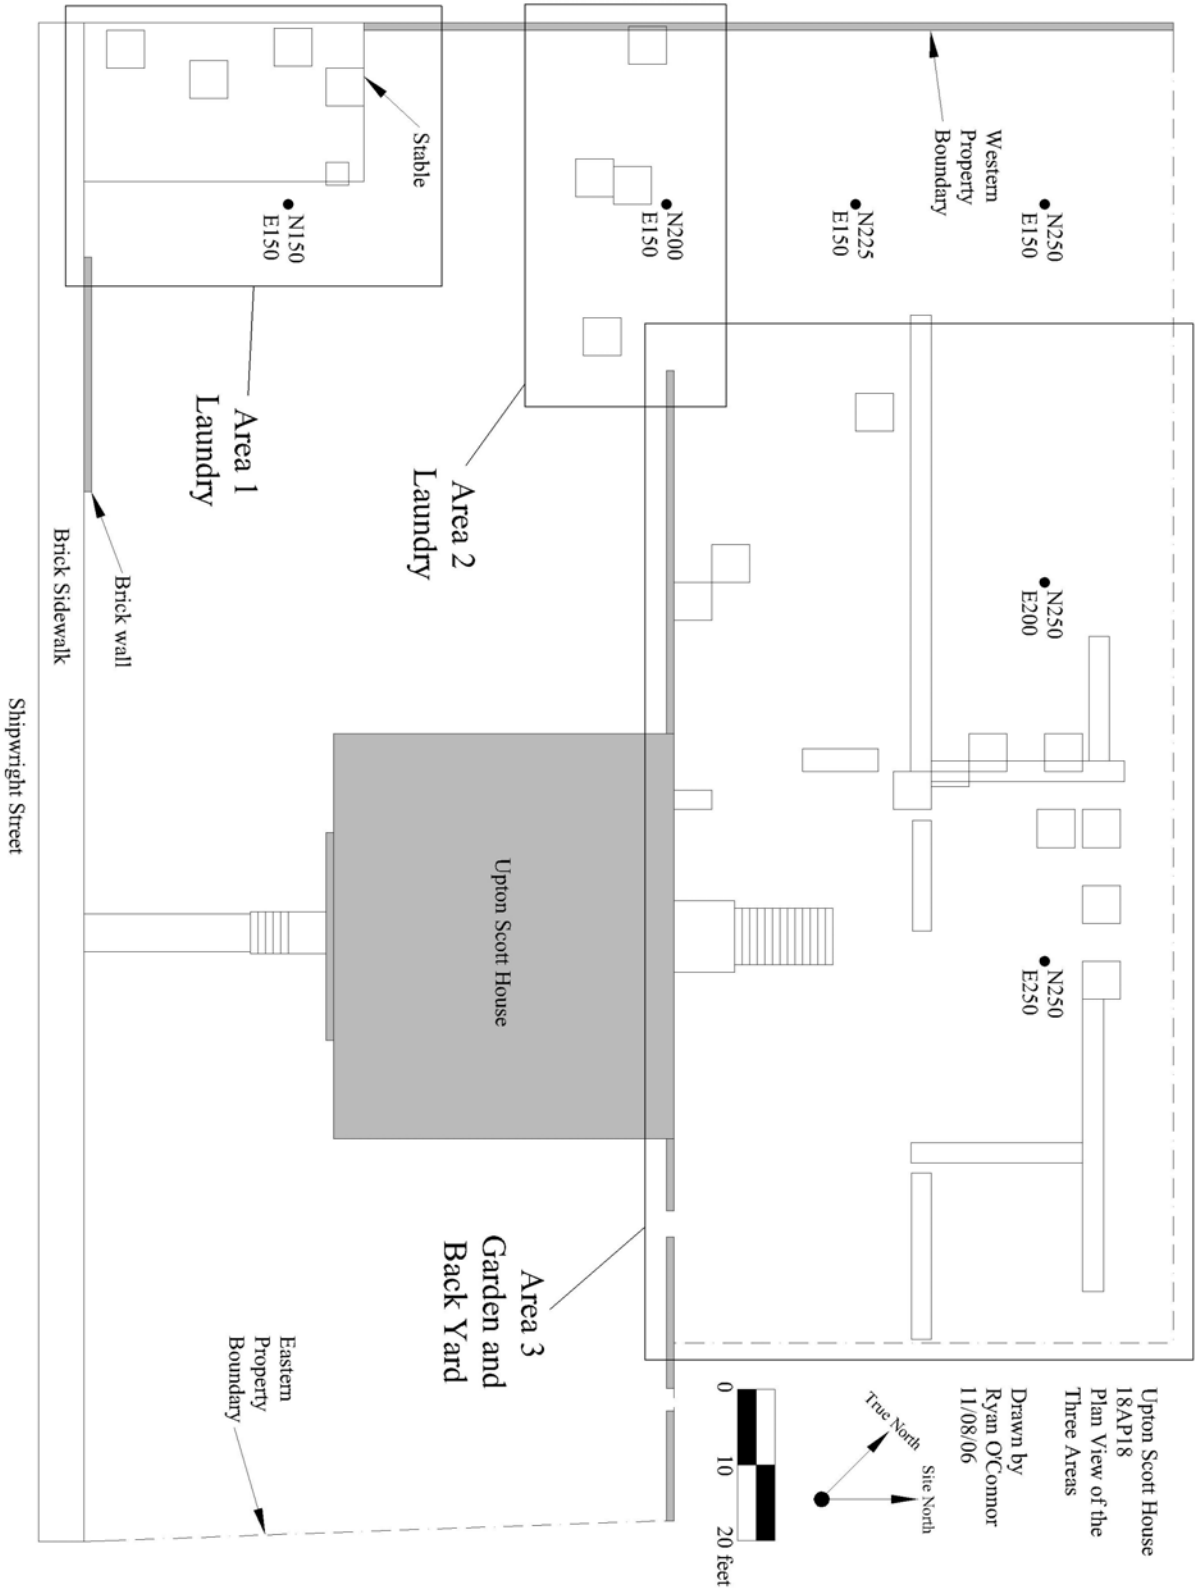 Upton Scott House
18AP18
Plan View of the
Three Areas
Drawn by
Ryan O'Connor
11/08/06
True North
Site North
0
10
20 feet
Western
Property
Boundary
N250
E150
N225
E150
N200
E150
N150
E150
N250
E200
N250
E250
Stable
Area 1
Laundry
Area 2
Laundry
Area 3
Garden and
Back Yard
Upton Scott House
Brick wall
Brick Sidewalk
Shipwright Street
Eastern
Property
Boundary